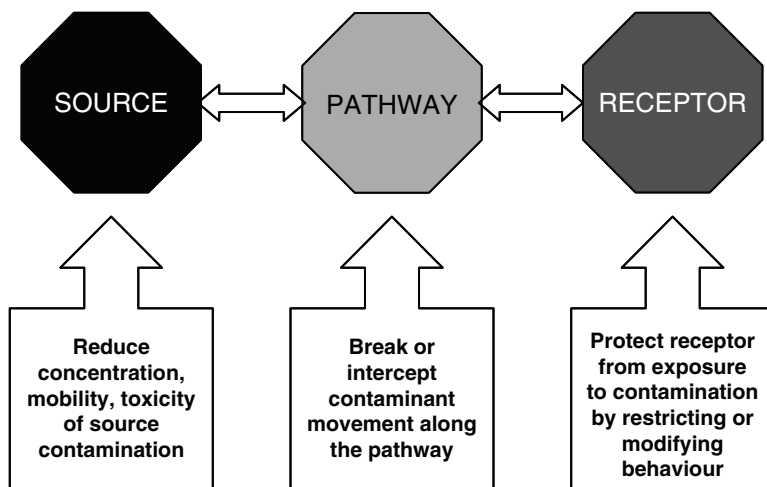 SOURCE
PATHWAY
RECEPTOR
Reduce
concentration,
mobility, toxicity
of source
contamination
Break or
intercept
contaminant
movement along
the pathway
Protect receptor
from exposure
to contamination
by restricting or
modifying
behaviour